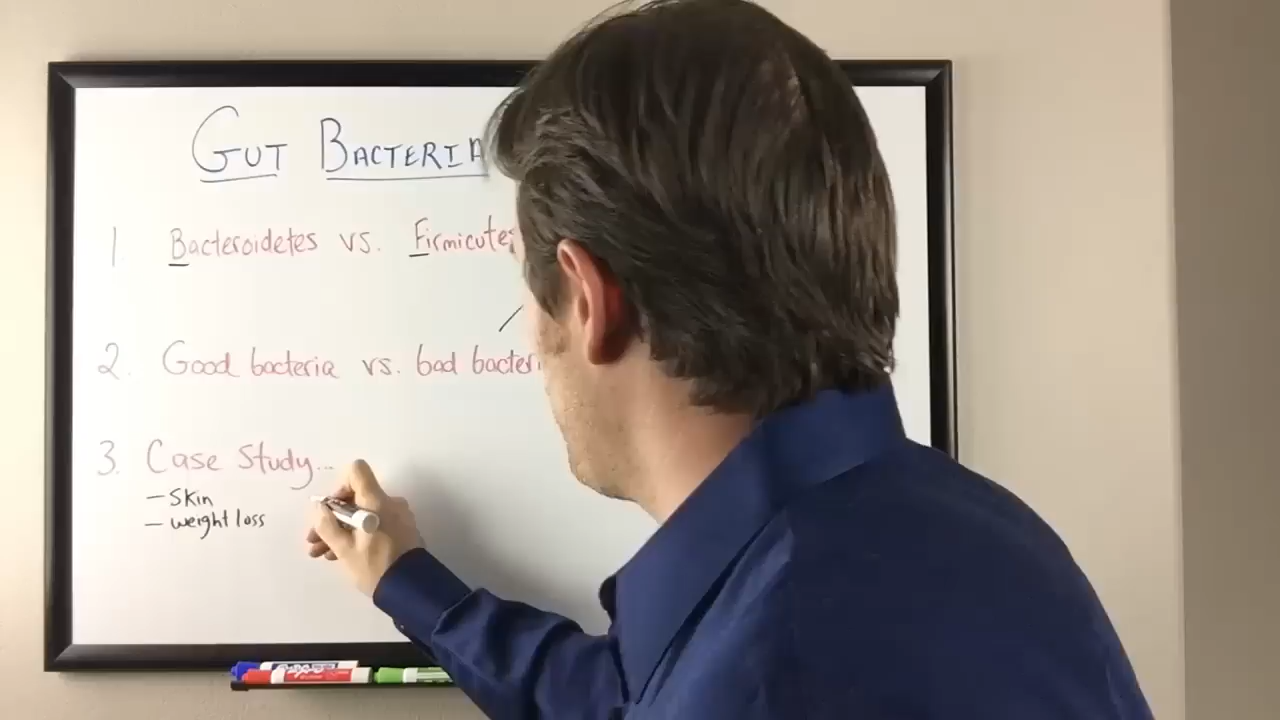 GUT BACTERIA
1. Bacteroidetes vs. Firmicutes
2. Good bacteria vs. bad bacteri
3. Case Study...
- Skin
- weight loss